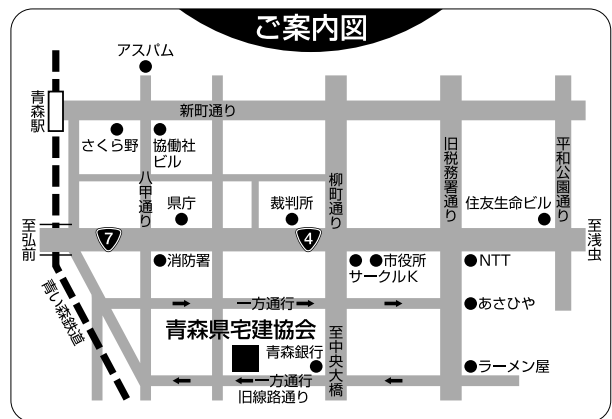 ご案内図
アスパム
青森駅
新町通り
さくら野
協働社
ビル
八甲通り
県庁
裁判所
柳町通り
旧税務署通り
平和公園通り
住友生命ビル
至弘前
7
4
至浅虫
消防署
市役所
サークルK
NTT
青い森鉄道
一方通行
あさひや
青森県宅建協会
青森銀行
至中央大橋
ラーメン屋
一方通行
旧線路通り